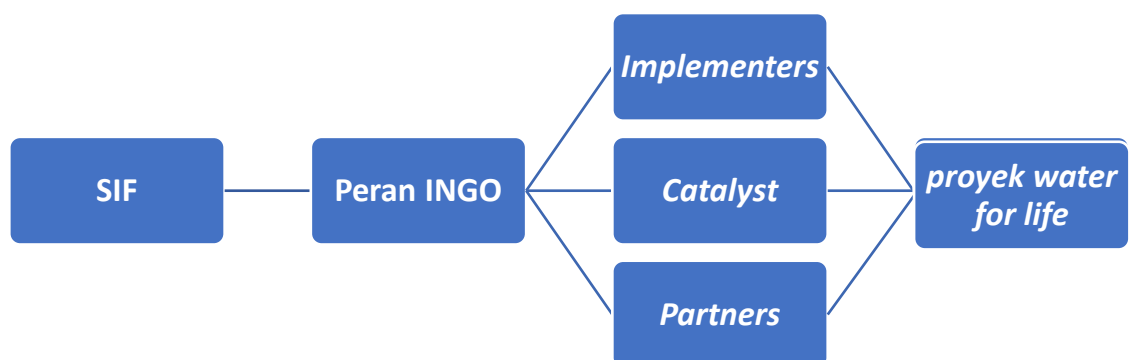 SIF
Peran INGO
Implementers
Catalyst
Partners
proyek water
for life